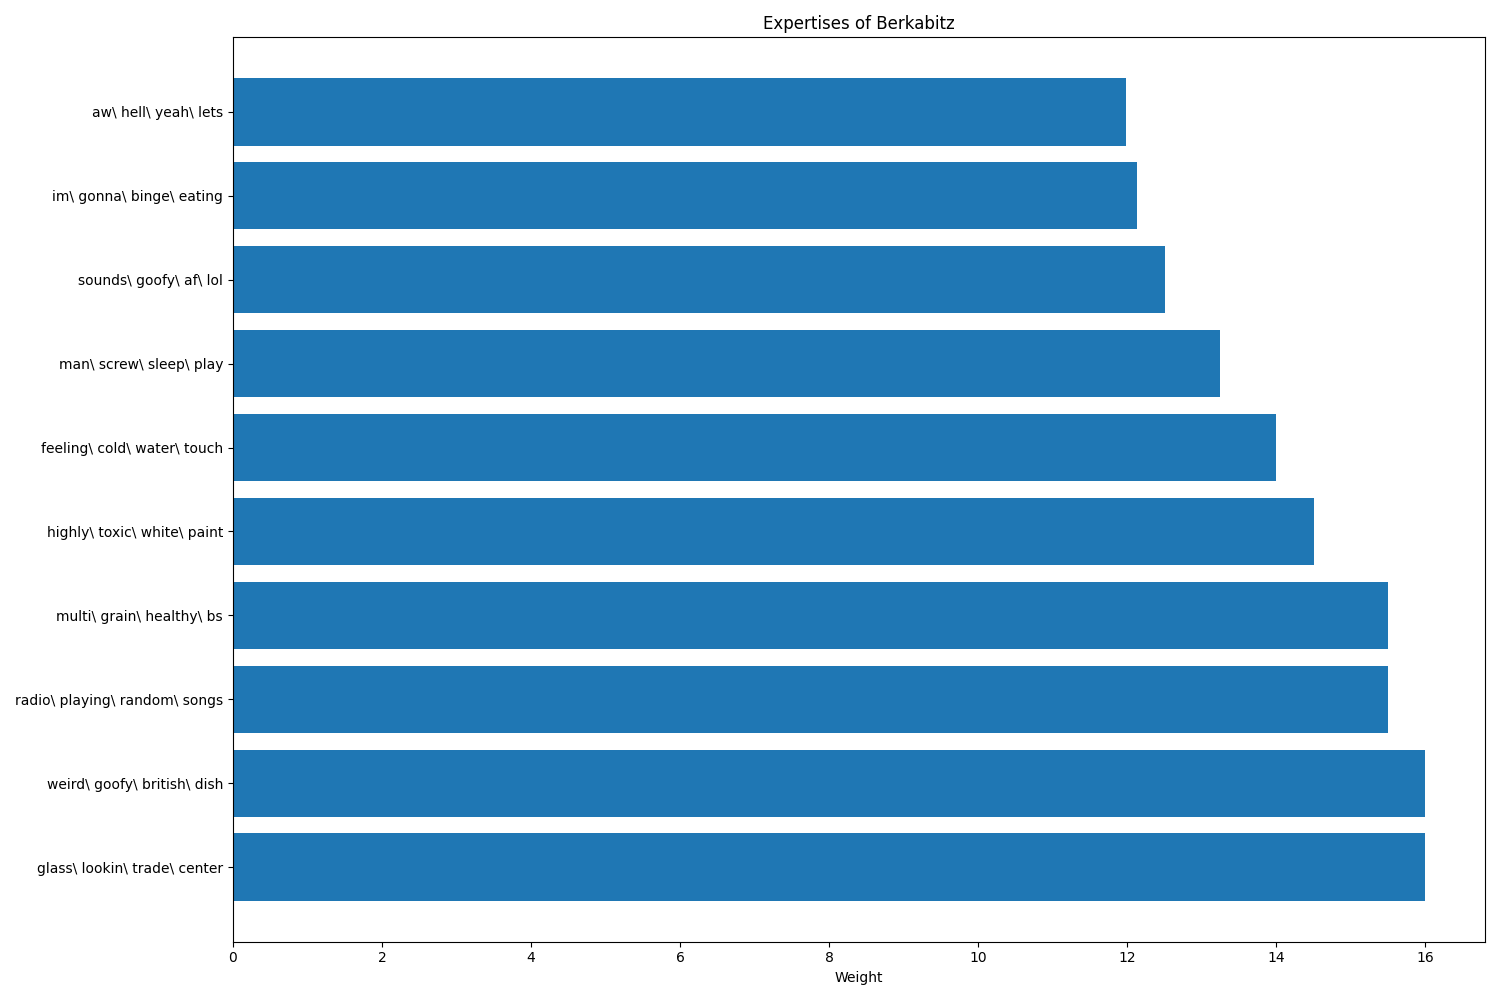 Expertises of Berkabitz
aw\ hell\ yeah\ lets
im\ gonna\ binge\ eating
sounds\ goofy\ af\ lol
man\ screw\ sleep\ play
feeling\ cold\ water\ touch
highly\ toxic\ white\ paint
multi\ grain\ healthy\ bs
radio\ playing\ random\ songs
weird\ goofy\ british\ dish
glass\ lookin\ trade\ center
0 2 4 6 8 10 12 14 16
Weight